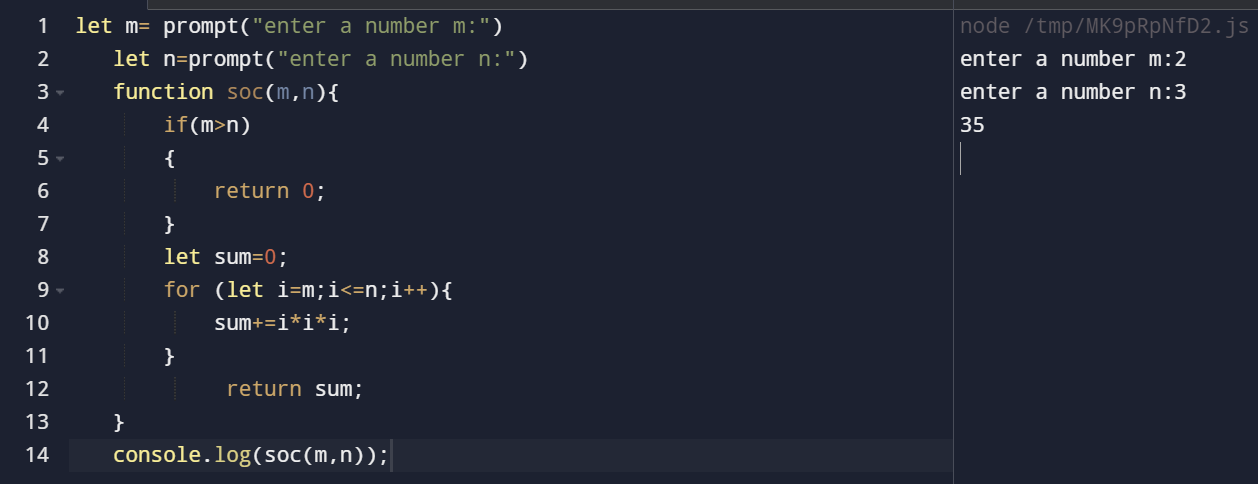 1 let m= prompt("enter a number m:")
2 let n=prompt("enter a number n:")
3 function soc(m,n){
4 if(m>n)
5 {
6 return 0;
7 }
8 let sum=0;
9 for (let i=m;i<=n;i++){
10 sum+=i*i*i;
11 }
12 return sum;
13 }
14 console.log(soc(m,n));
node /tmp/MK9pRpNfD2.js
enter a number m:2
enter a number n:3
35